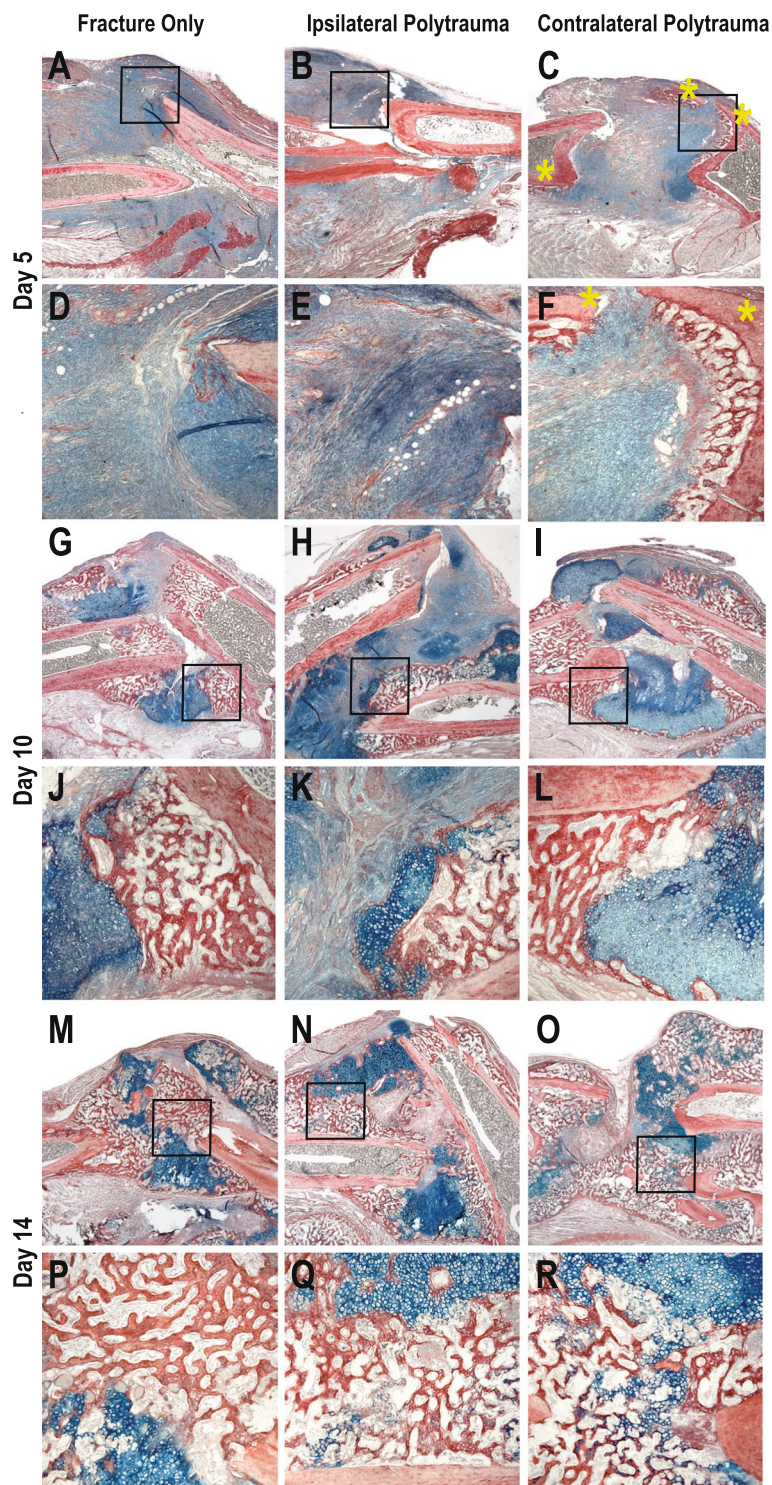 Fracture Only Ipsilateral Polytrauma Contralateral Polytrauma
A B C
Day 5
D E F
G H I
Day 10
J K L
M N O
Day 14
P Q R